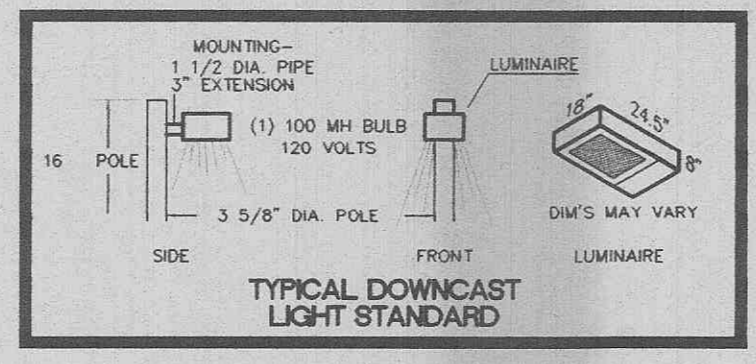 MOUNTING-
1 1/2 DIA. PIPE
3" EXTENSION
LUMINAIRE
18"
24.5"
8"
(1) 100 MH BULB
120 VOLTS
16 POLE
3 5/8" DIA. POLE
DIM'S MAY VARY
SIDE
FRONT
LUMINAIRE
TYPICAL DOWNCAST
LIGHT STANDARD